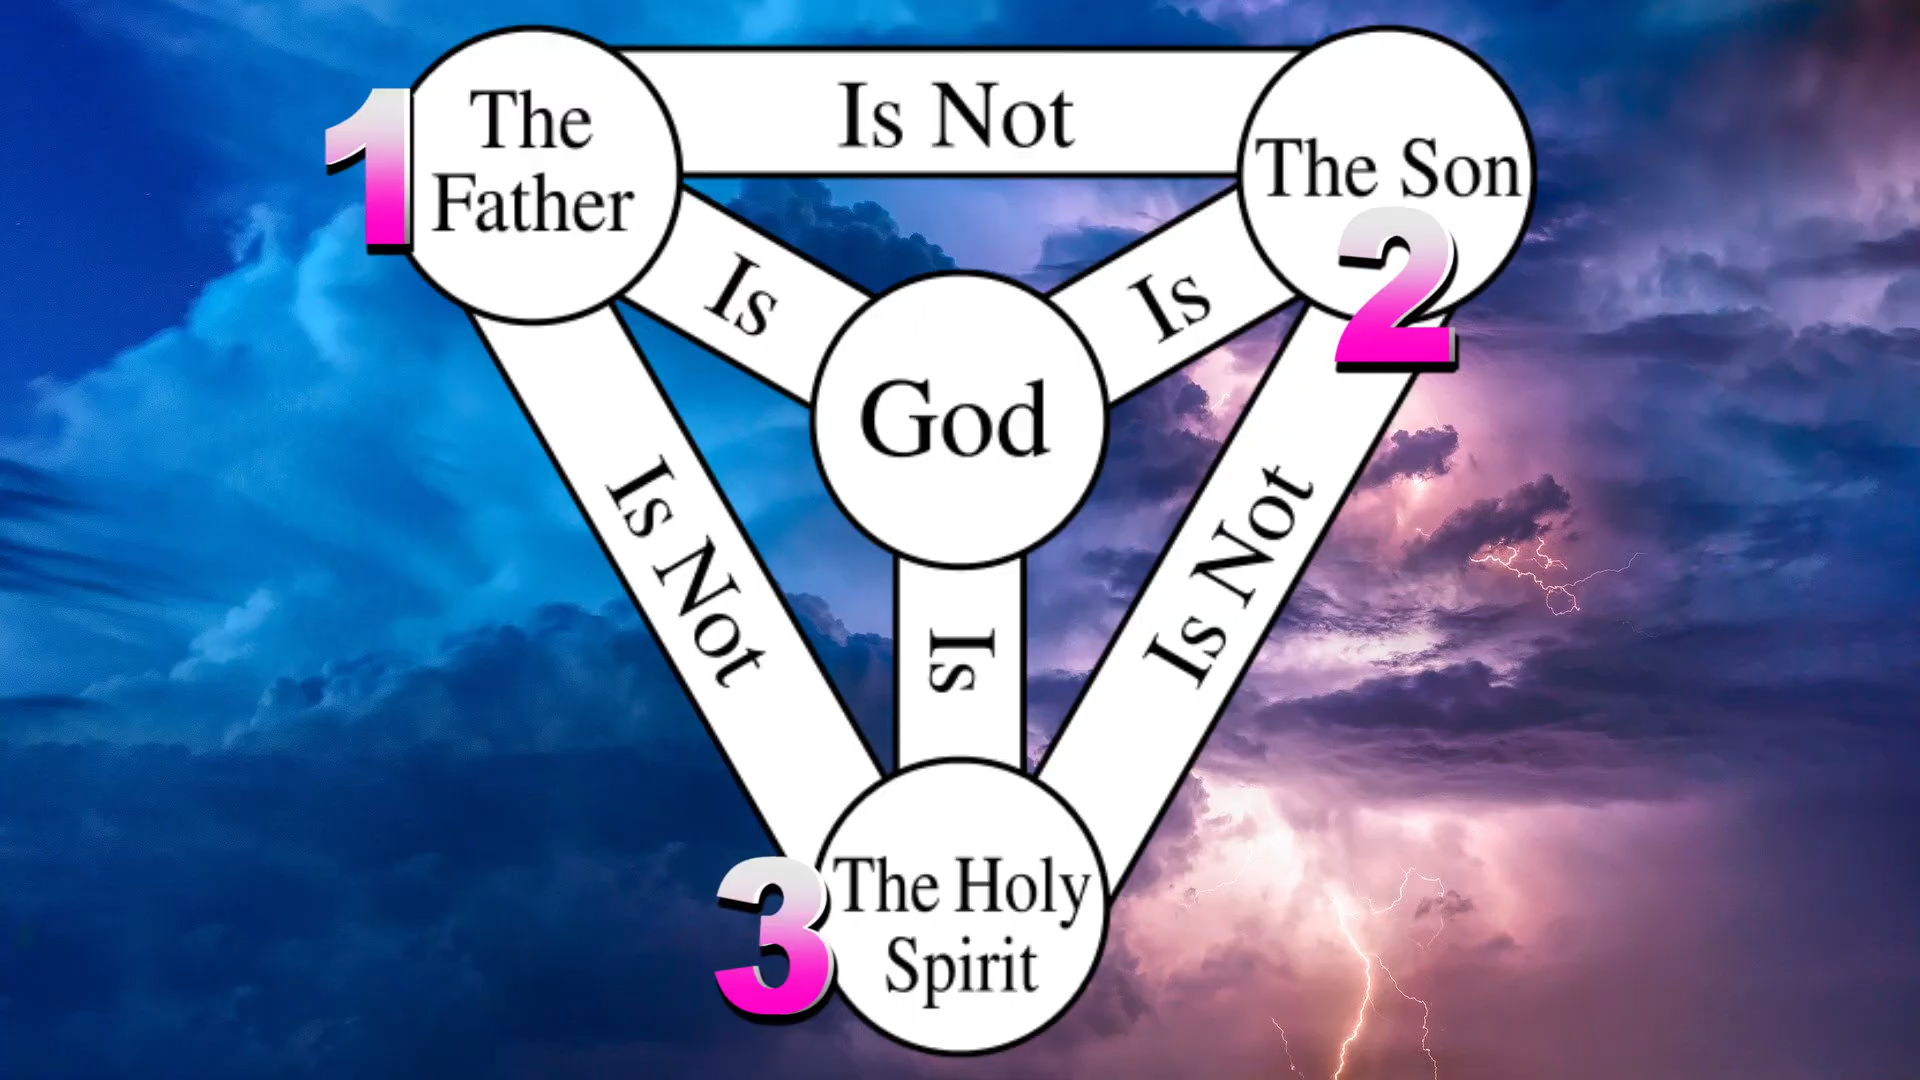 1
The
Father
Is Not
The Son
2
Is
Is
God
Is Not
Is
Is Not
3
The Holy
Spirit